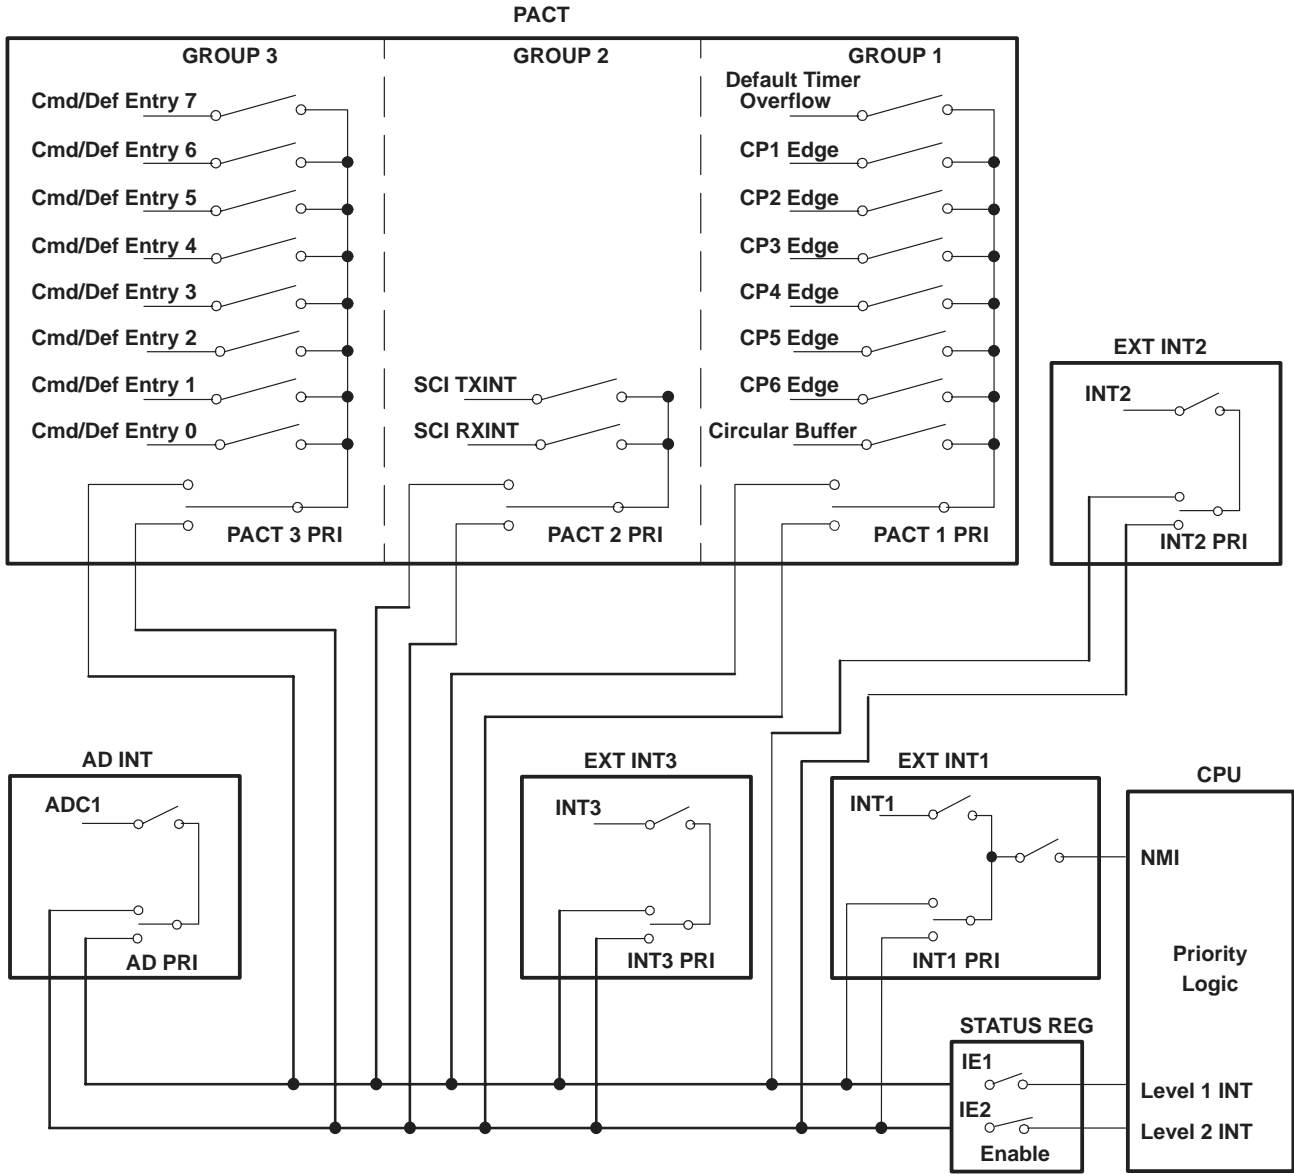 PACT
GROUP 3
GROUP 2
GROUP 1
Cmd/Def Entry 7
Cmd/Def Entry 6
Cmd/Def Entry 5
Cmd/Def Entry 4
Cmd/Def Entry 3
Cmd/Def Entry 2
Cmd/Def Entry 1
Cmd/Def Entry 0
PACT 3 PRI
SCI TXINT
SCI RXINT
PACT 2 PRI
Default Timer
Overflow
CP1 Edge
CP2 Edge
CP3 Edge
CP4 Edge
CP5 Edge
CP6 Edge
Circular Buffer
PACT 1 PRI
EXT INT2
INT2
INT2 PRI
AD INT
ADC1
AD PRI
EXT INT3
INT3
INT3 PRI
EXT INT1
INT1
INT1 PRI
CPU
NMI
Priority
Logic
Level 1 INT
Level 2 INT
STATUS REG
IE1
IE2
Enable